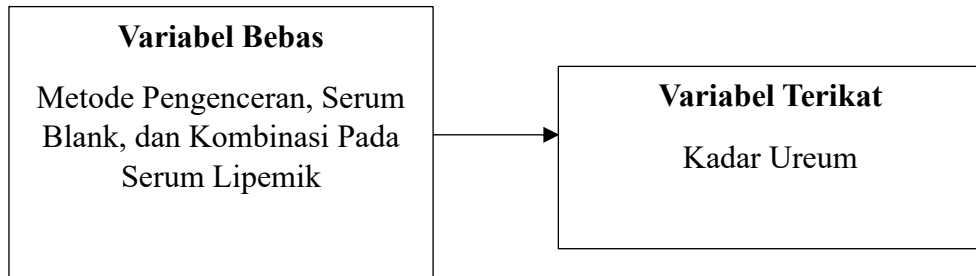 Variabel Bebas
Metode Pengenceran, Serum
Blank, dan Kombinasi Pada
Serum Lipemik
Variabel Terikat
Kadar Ureum